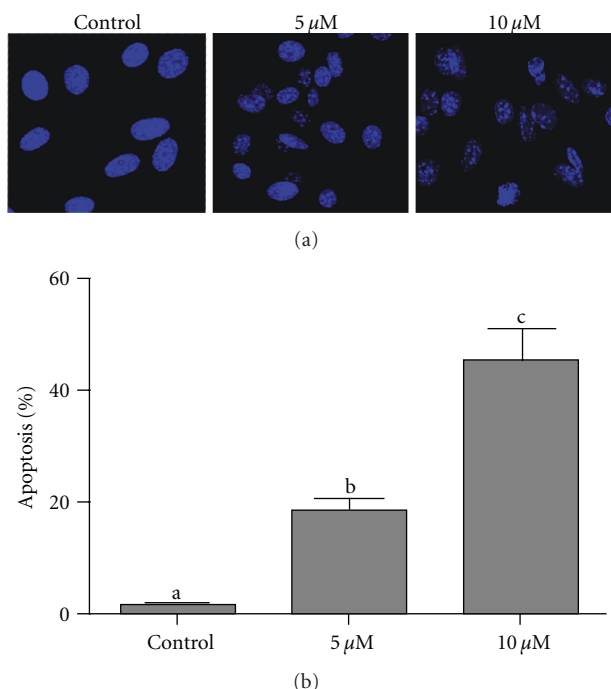 Control 5 μM 10 μM
(a)
60
40
20
0
Apoptosis (%)
a
b
c
Control 5 μM 10 μM
(b)